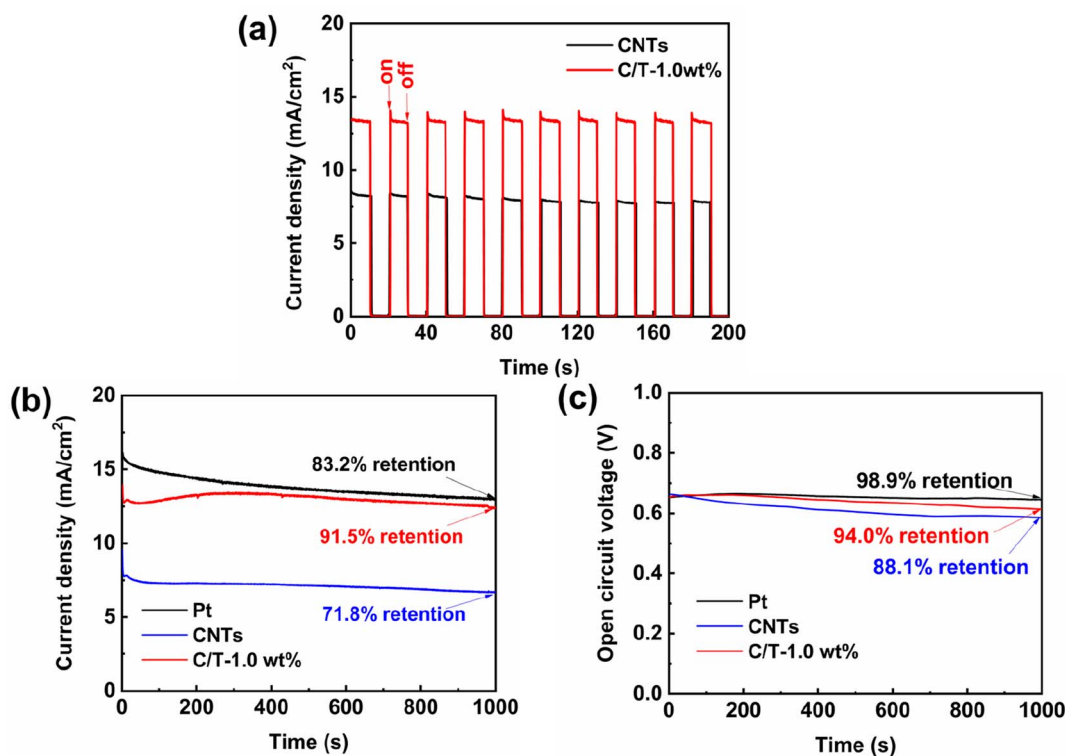 (a)
20
15
10
5
0
Current density (mA/cm²)
CNTs
C/T-1.0wt%
on
off
0 40 80 120 160 200
Time (s)
(b)
20
15
10
5
0
Current density (mA/cm²)
83.2% retention
91.5% retention
71.8% retention
Pt
CNTs
C/T-1.0 wt%
0 200 400 600 800 1000
Time (s)
(c)
1.0
0.8
0.6
0.4
0.2
0.0
Open circuit voltage (V)
98.9% retention
94.0% retention
88.1% retention
Pt
CNTs
C/T-1.0 wt%
0 200 400 600 800 1000
Time (s)